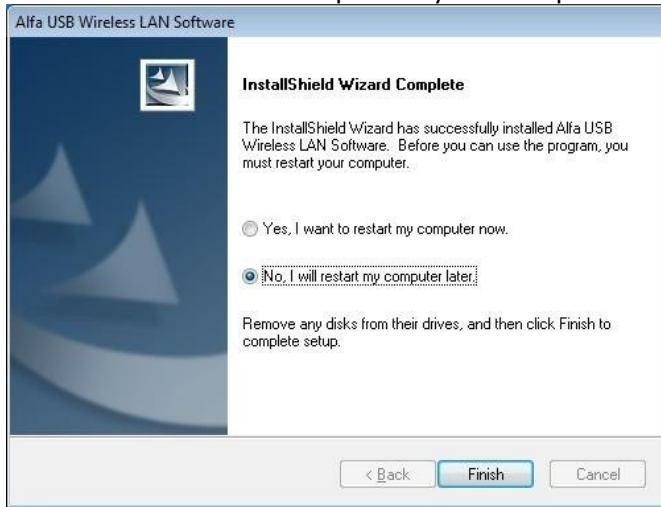 Alfa USB Wireless LAN Software
InstallShield Wizard Complete
The InstallShield Wizard has successfully installed Alfa USB
Wireless LAN Software. Before you can use the program, you
must restart your computer.
Yes, I want to restart my computer now.
No, I will restart my computer later.
Remove any disks from their drives, and then click Finish to
complete setup.
< Back
Finish
Cancel